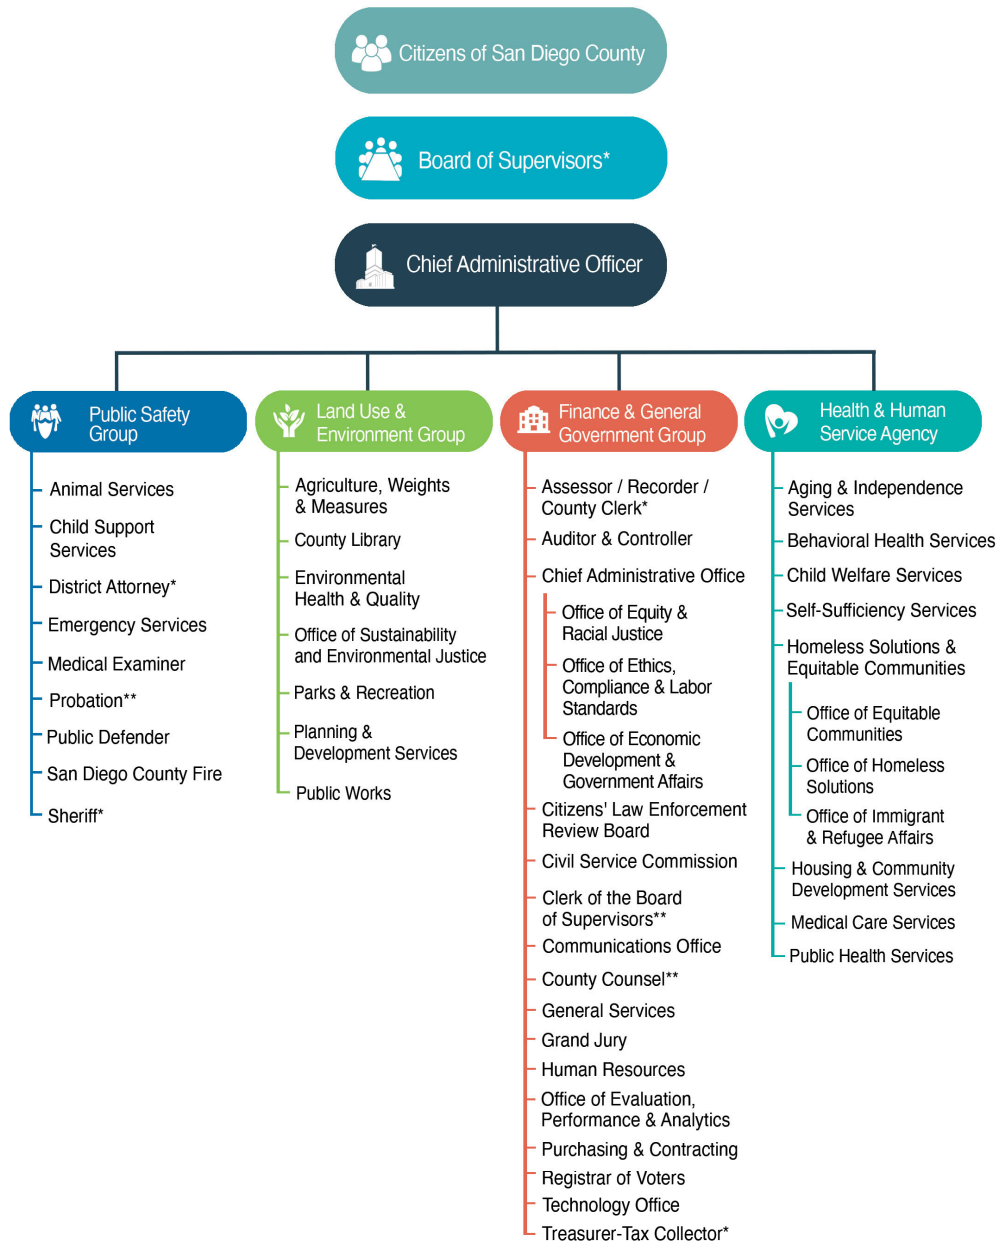 Citizens of San Diego County
Board of Supervisors*
Chief Administrative Officer
Public Safety
Group
Animal Services
Child Support
Services
District Attorney*
Emergency Services
Medical Examiner
Probation**
Public Defender
San Diego County Fire
Sheriff*
Land Use &
Environment Group
Agriculture, Weights
& Measures
County Library
Environmental
Health & Quality
Office of Sustainability
and Environmental Justice
Parks & Recreation
Planning &
Development Services
Public Works
Finance & General
Government Group
Assessor / Recorder /
County Clerk*
Auditor & Controller
Chief Administrative Office
Office of Equity &
Racial Justice
Office of Ethics,
Compliance & Labor
Standards
Office of Economic
Development &
Government Affairs
Citizens' Law Enforcement
Review Board
Civil Service Commission
Clerk of the Board
of Supervisors**
Communications Office
County Counsel**
General Services
Grand Jury
Human Resources
Office of Evaluation,
Performance & Analytics
Purchasing & Contracting
Registrar of Voters
Technology Office
Treasurer-Tax Collector*
Health & Human
Service Agency
Aging & Independence
Services
Behavioral Health Services
Child Welfare Services
Self-Sufficiency Services
Homeless Solutions &
Equitable Communities
Office of Equitable
Communities
Office of Homeless
Solutions
Office of Immigrant
& Refugee Affairs
Housing & Community
Development Services
Medical Care Services
Public Health Services